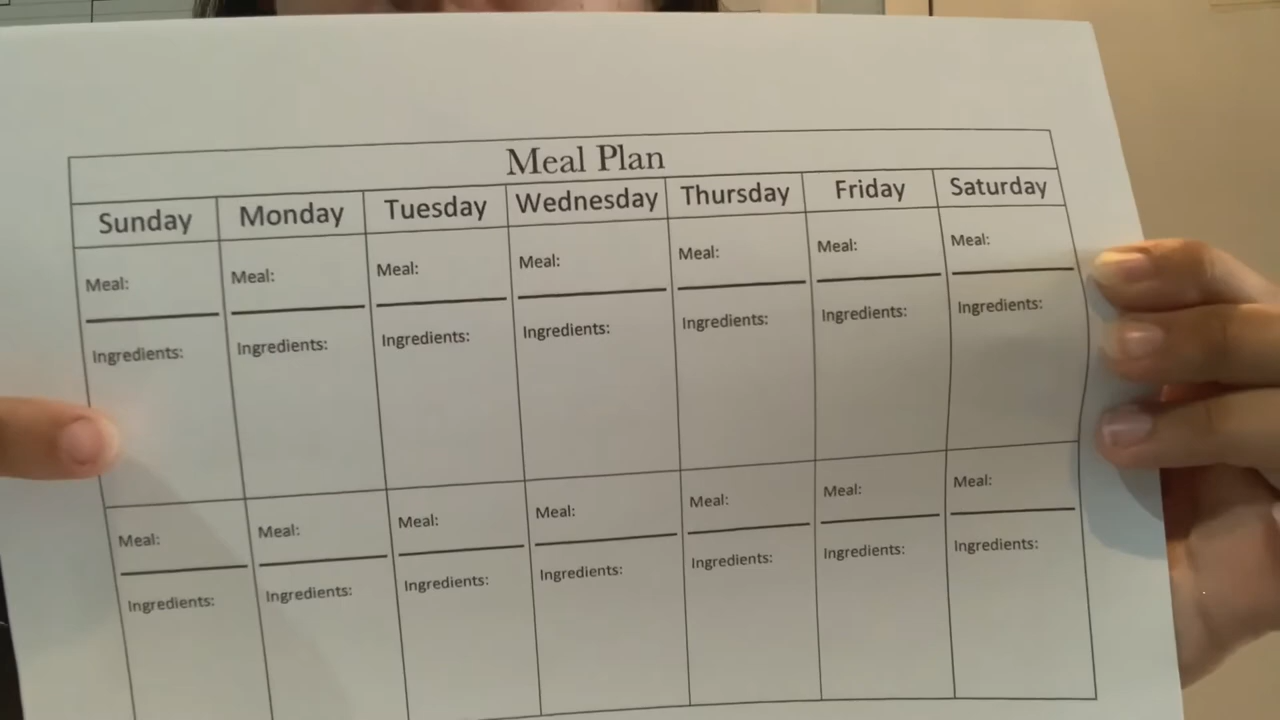 Meal Plan
Sunday Monday Tuesday Wednesday Thursday Friday Saturday
Meal: Meal: Meal: Meal: Meal: Meal: Meal:
Ingredients: Ingredients: Ingredients: Ingredients: Ingredients: Ingredients: Ingredients:
Meal: Meal: Meal: Meal: Meal: Meal: Meal:
Ingredients: Ingredients: Ingredients: Ingredients: Ingredients: Ingredients: Ingredients: